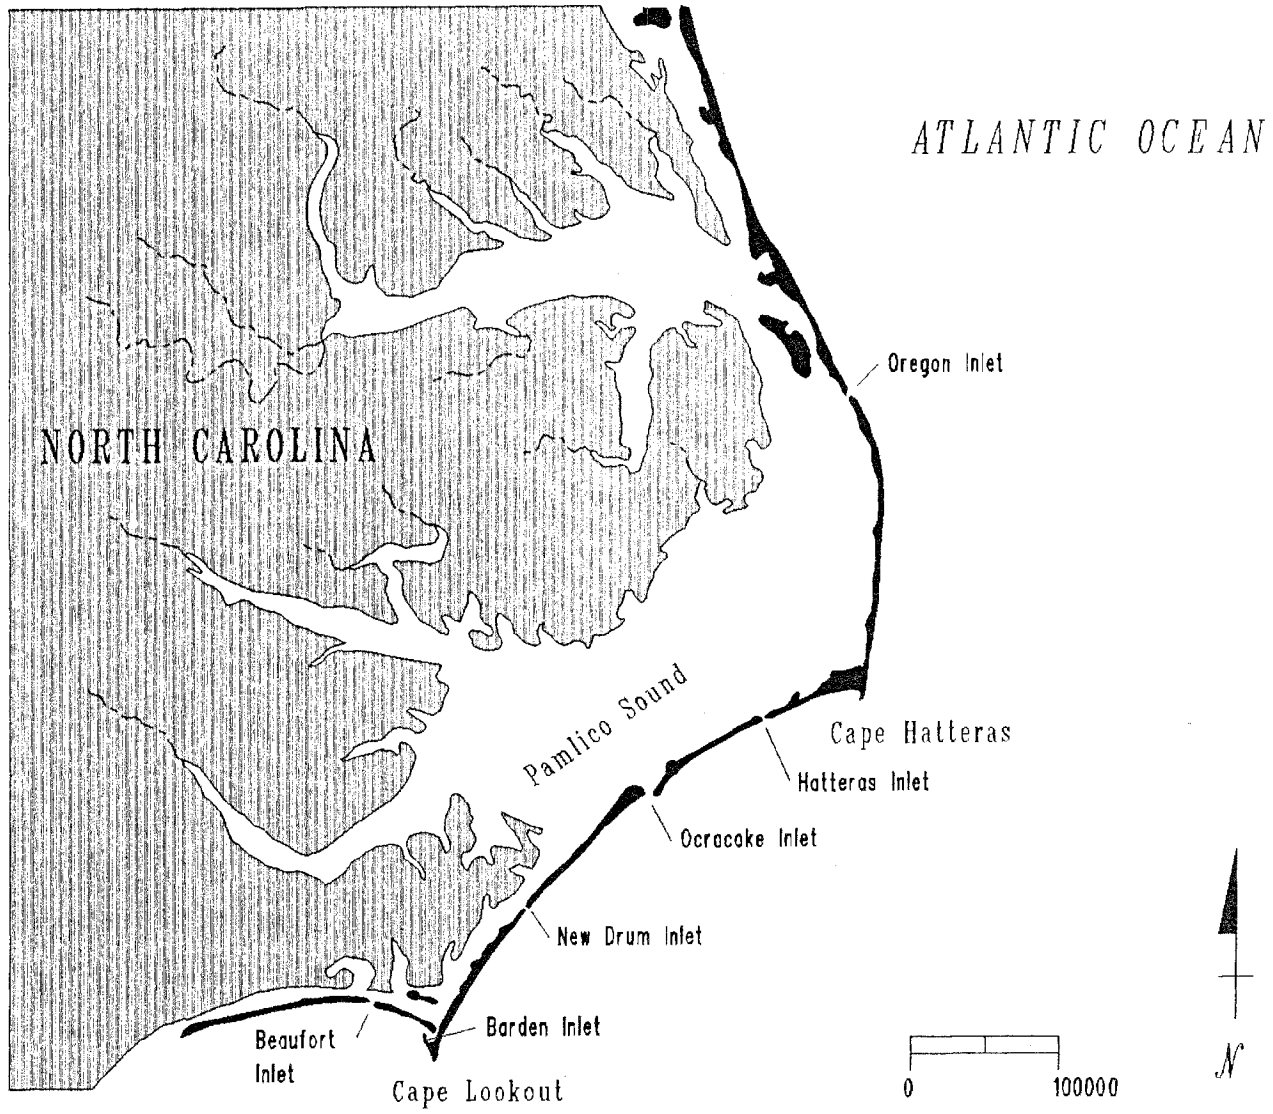 ATLANTIC OCEAN
Oregon Inlet
NORTH CAROLINA
Pamlico Sound
Cape Hatteras
Hatteras Inlet
Ocracoke Inlet
New Drum Inlet
Barden Inlet
Beaufort
Inlet
Cape Lookout
0 100000
N